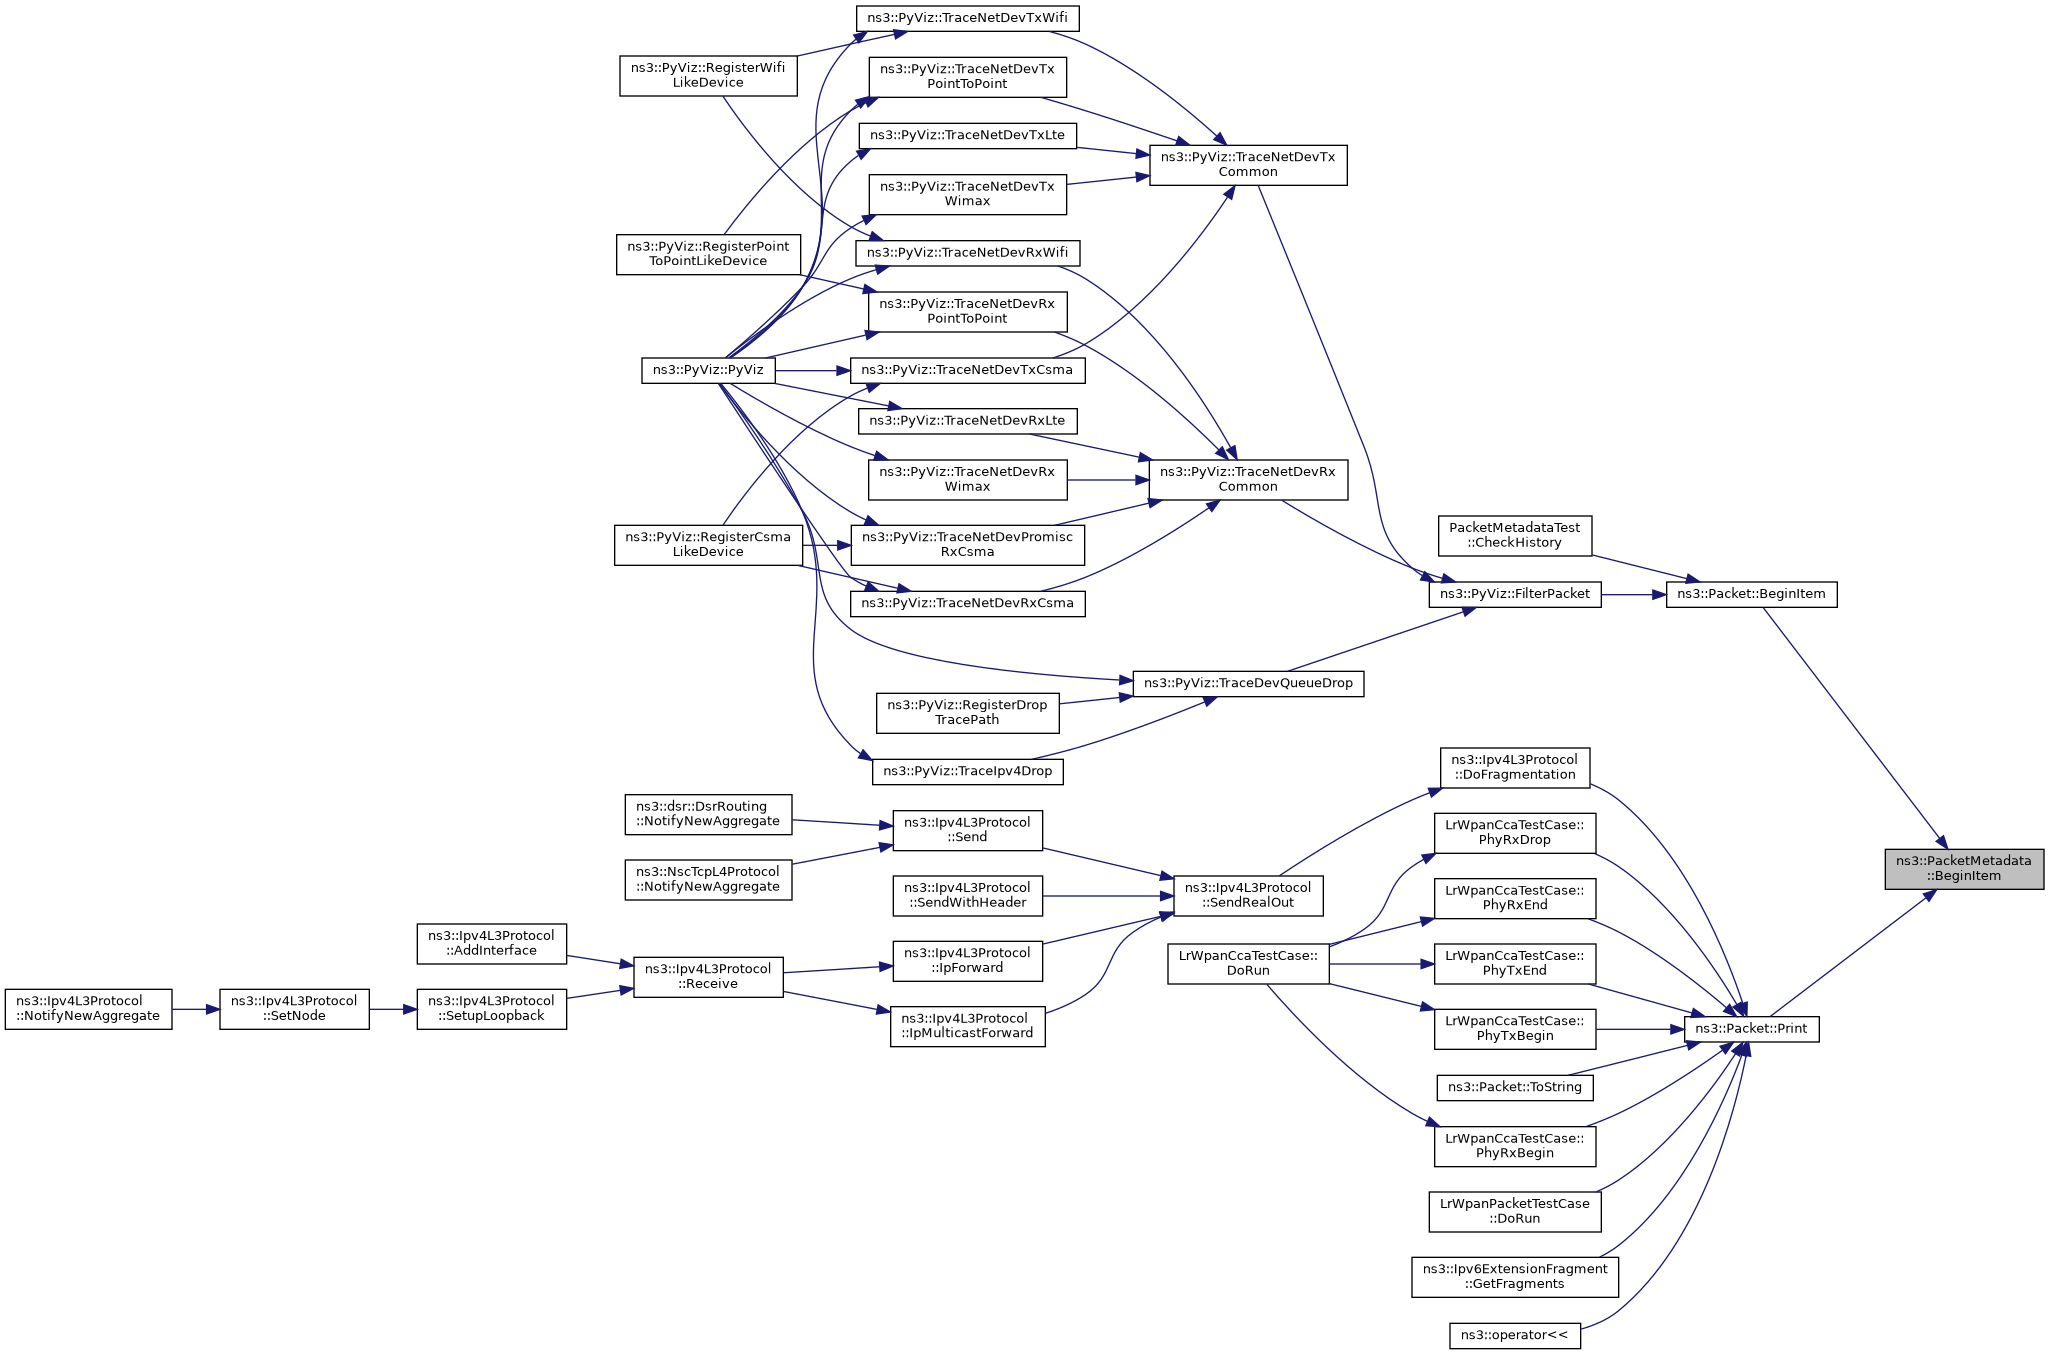 ns3::PyViz::TraceNetDevTxWifi
ns3::PyViz::RegisterWifi
LikeDevice
ns3::PyViz::TraceNetDevTx
PointToPoint
ns3::PyViz::TraceNetDevTxLte
ns3::PyViz::TraceNetDevTx
Common
ns3::PyViz::TraceNetDevTx
Wimax
ns3::PyViz::RegisterPoint
ToPointLikeDevice
ns3::PyViz::TraceNetDevRxWifi
ns3::PyViz::TraceNetDevRx
PointToPoint
ns3::PyViz::PyViz
ns3::PyViz::TraceNetDevTxCsma
ns3::PyViz::TraceNetDevRxLte
ns3::PyViz::TraceNetDevRx
Wimax
ns3::PyViz::TraceNetDevRx
Common
ns3::PyViz::RegisterCsma
LikeDevice
ns3::PyViz::TraceNetDevPromisc
RxCsma
PacketMetadataTest
::CheckHistory
ns3::PyViz::TraceNetDevRxCsma
ns3::PyViz::FilterPacket
ns3::Packet::BeginItem
ns3::PyViz::TraceDevQueueDrop
ns3::PyViz::RegisterDrop
TracePath
ns3::PyViz::TraceIpv4Drop
ns3::Ipv4L3Protocol
::DoFragmentation
ns3::dsr::DsrRouting
::NotifyNewAggregate
ns3::Ipv4L3Protocol
::Send
LrWpanCcaTestCase::
PhyRxDrop
ns3::PacketMetadata
::BeginItem
ns3::NscTcpL4Protocol
::NotifyNewAggregate
ns3::Ipv4L3Protocol
::SendWithHeader
ns3::Ipv4L3Protocol
::SendRealOut
LrWpanCcaTestCase::
PhyRxEnd
ns3::Ipv4L3Protocol
::AddInterface
ns3::Ipv4L3Protocol
::Receive
ns3::Ipv4L3Protocol
::IpForward
LrWpanCcaTestCase::
DoRun
LrWpanCcaTestCase::
PhyTxEnd
ns3::Ipv4L3Protocol
::NotifyNewAggregate
ns3::Ipv4L3Protocol
::SetNode
ns3::Ipv4L3Protocol
::SetupLoopback
ns3::Ipv4L3Protocol
::IpMulticastForward
LrWpanCcaTestCase::
PhyTxBegin
ns3::Packet::Print
ns3::Packet::ToString
LrWpanCcaTestCase::
PhyRxBegin
LrWpanPacketTestCase
::DoRun
ns3::Ipv6ExtensionFragment
::GetFragments
ns3::operator<<